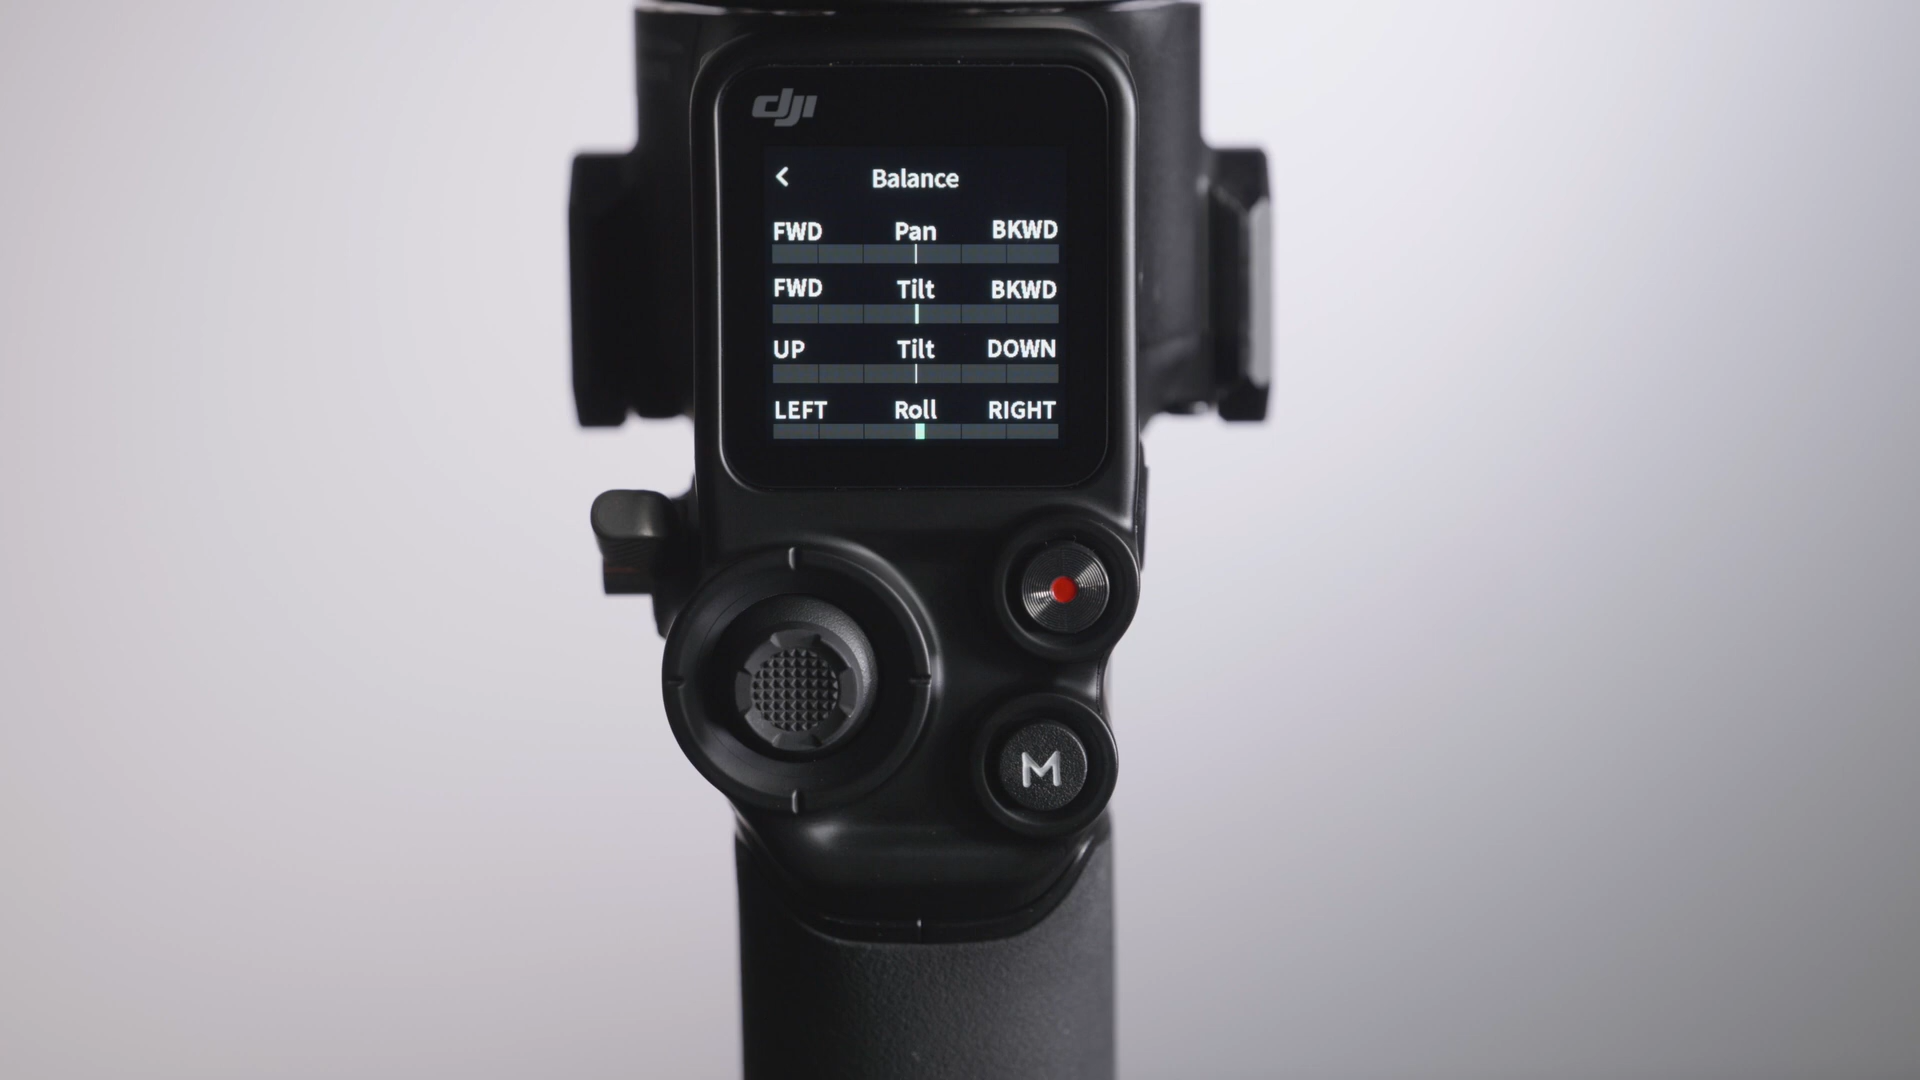 dji
Balance
FWD Pan BKWD
FWD Tilt BKWD
UP Tilt DOWN
LEFT Roll RIGHT
M